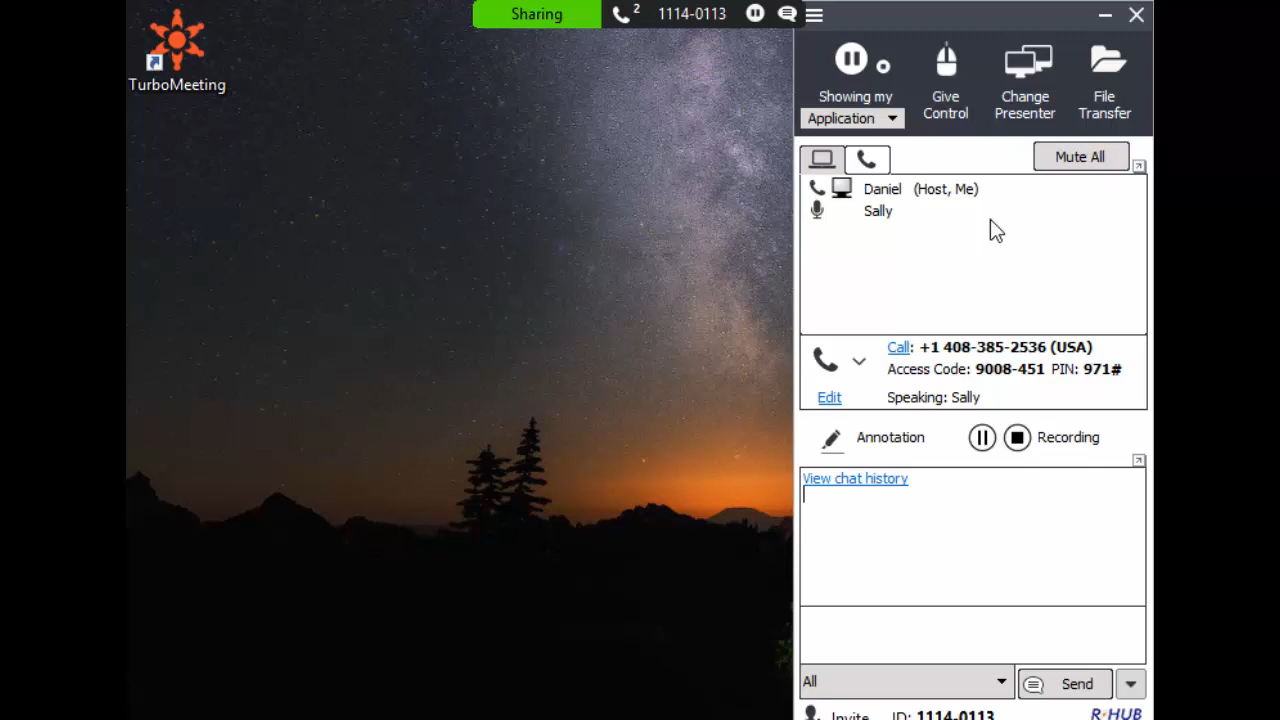 Sharing
2
1114-0113
TurboMeeting
Showing my
Application
Give
Control
Change
Presenter
File
Transfer
Mute All
Daniel (Host, Me)
Sally
Call: +1 408-385-2536 (USA)
Access Code: 9008-451 PIN: 971#
Edit
Speaking: Sally
Annotation
Recording
View chat history
All
Send
Invite ID: 1114-0113
R-HUB